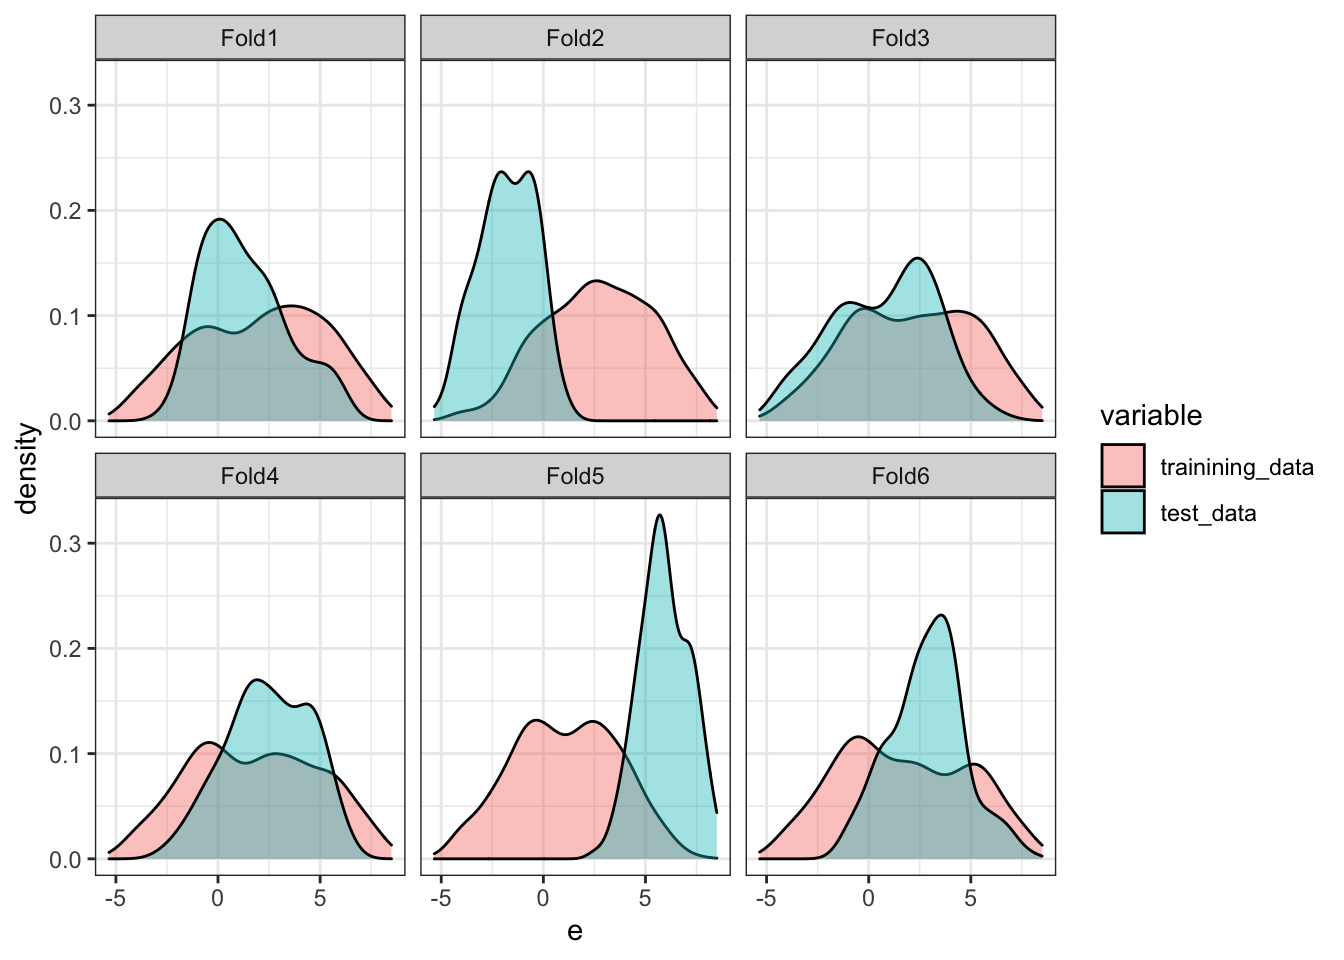 Fold1 Fold2 Fold3
0.3
0.2
0.1
0.0
Fold4 Fold5 Fold6
0.3
0.2
0.1
0.0
-5 0 5 -5 0 5 -5 0 5
e
density
variable
trainining_data
test_data